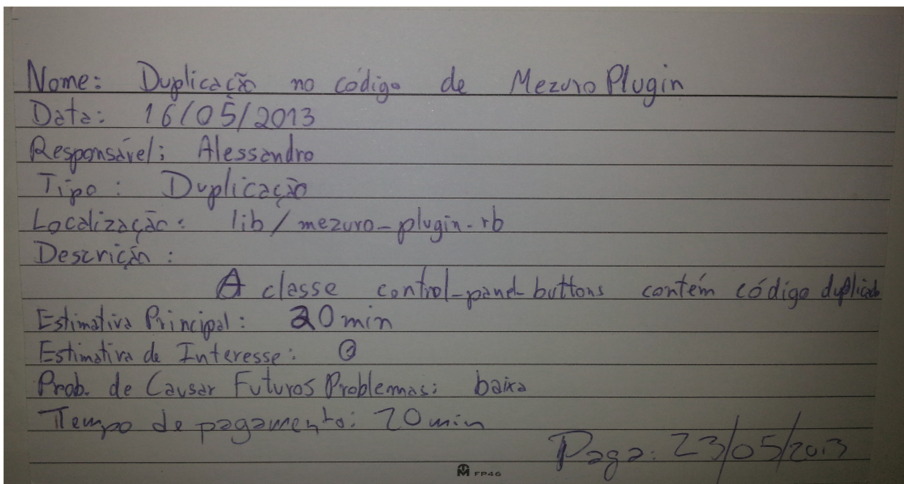 Nome: Duplicação no código de Mezuro Plugin
Data: 16/05/2013
Responsável: Alessandro
Tipo: Duplicação
Localização: lib/mezuro-plugin.rb
Descrição:
A classe control-panel-buttons contém código duplicado
Estimativa Principal: 20 min
Estimativa de Interesse: 0
Prob. de Causar Futuros Problemas: baixa
Tempo de pagamento: 20 min
Paga: 23/05/2013